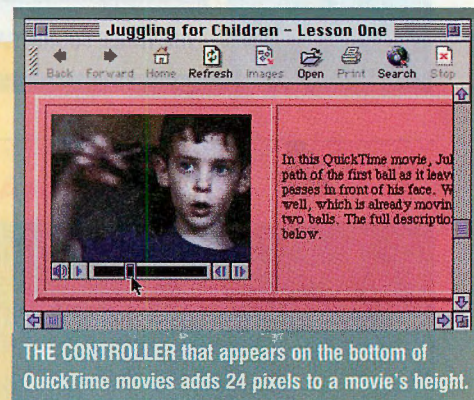 Juggling for Children – Lesson One
Back Forward Home Refresh Images Open Print Search Stop
In this QuickTime movie, Jul
path of the first ball as it leav
passes in front of his face. W
well, which is already movin
two balls. The full descriptio
below.
THE CONTROLLER that appears on the bottom of
QuickTime movies adds 24 pixels to a movie's height.